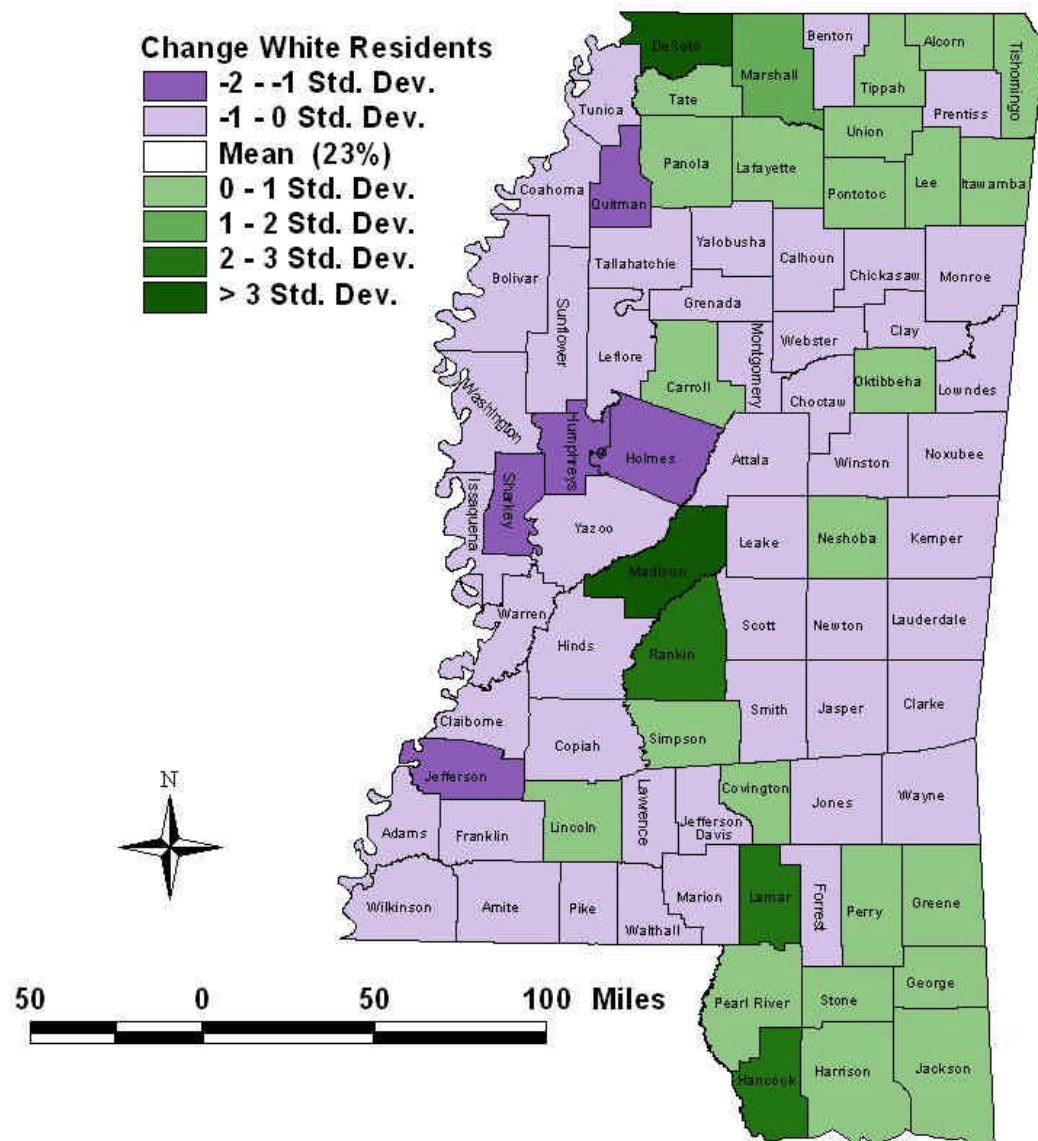 Change White Residents
-2 - -1 Std. Dev.
-1 - 0 Std. Dev.
Mean (23%)
0 - 1 Std. Dev.
1 - 2 Std. Dev.
2 - 3 Std. Dev.
> 3 Std. Dev.
DeSoto
Benton
Alcorn
Tishomingo
Marshall
Tippah
Tate
Tunica
Prentiss
Union
Panola
Lafayette
Coahoma
Quitman
Pontotoc
Lee
Itawamba
Yalobusha
Tallahatchie
Calhoun
Chickasaw
Monroe
Bolivar
Sunflower
Grenada
Leflore
Montgomery
Webster
Clay
Carroll
Oktibbeha
Choctaw
Lowndes
Washington
Humphreys
Holmes
Attala
Winston
Noxubee
Sharkey
Issaquena
Yazoo
Leake
Neshoba
Kemper
Madison
Warren
Hinds
Rankin
Scott
Newton
Lauderdale
Claiborne
Copiah
Simpson
Smith
Jasper
Clarke
Jefferson
Covington
Jones
Wayne
N
Adams
Franklin
Lincoln
Lawrence
Jefferson
Davis
Wilkinson
Amite
Pike
Walthall
Marion
Lamar
Forrest
Perry
Greene
50 0 50 100 Miles
Pearl River
Stone
George
Hancock
Harrison
Jackson